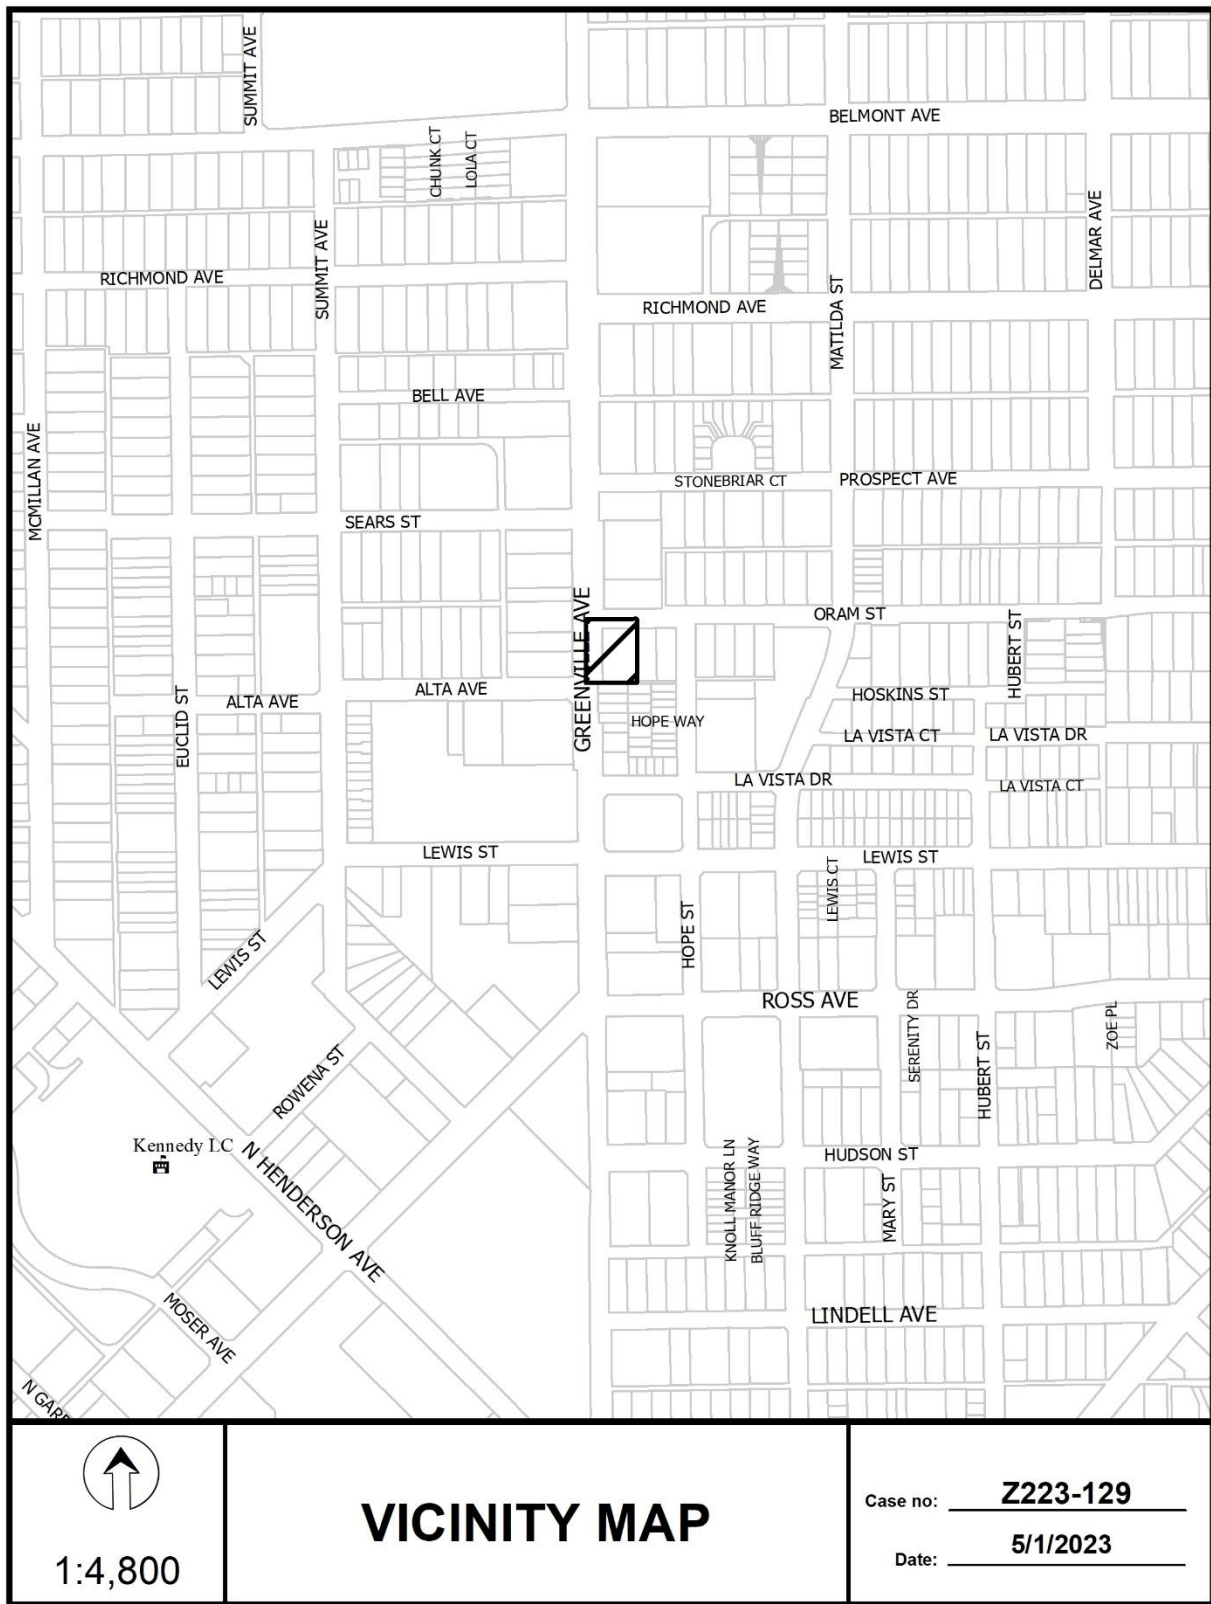 SUMMIT AVE
BELMONT AVE
CHUNK CT
LOLA CT
DELMAR AVE
SUMMIT AVE
RICHMOND AVE
RICHMOND AVE
MATILDA ST
BELL AVE
MCMILLAN AVE
STONEBRIAR CT
PROSPECT AVE
SEARS ST
GREENVILLE AVE
ORAM ST
HUBERT ST
EUCLID ST
ALTA AVE
ALTA AVE
HOSKINS ST
HOPE WAY
LA VISTA CT
LA VISTA DR
LA VISTA DR
LA VISTA CT
LEWIS ST
LEWIS ST
LEWIS CT
HOPE ST
LEWIS ST
ROSS AVE
SERENITY DR
ZOE PL
HUBERT ST
ROWENA ST
Kennedy LC
N HENDERSON AVE
KNOLL MANOR LN
BLUFF RIDGE WAY
HUDSON ST
MARY ST
MOSER AVE
LINDELL AVE
1:4,800
VICINITY MAP
Case no: Z223-129
Date: 5/1/2023